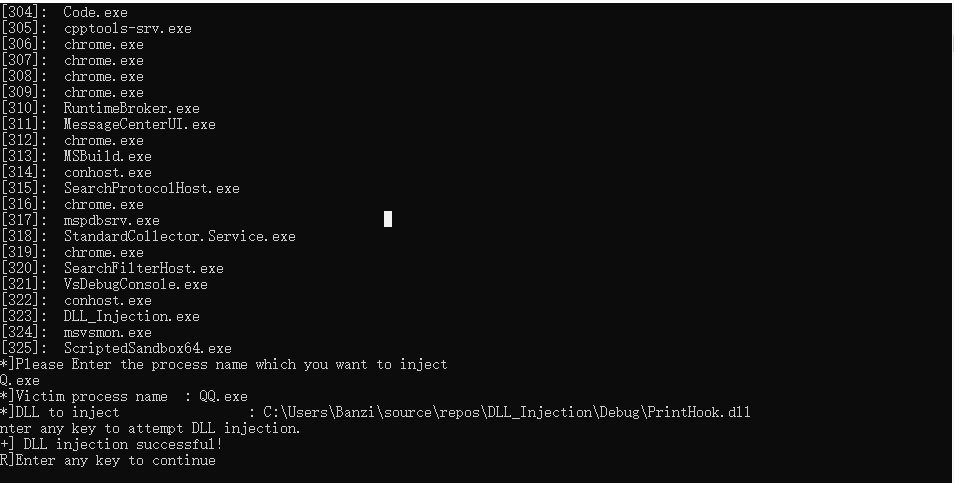 [304]: Code.exe
[305]: cpptools-srv.exe
[306]: chrome.exe
[307]: chrome.exe
[308]: chrome.exe
[309]: chrome.exe
[310]: RuntimeBroker.exe
[311]: MessageCenterUI.exe
[312]: chrome.exe
[313]: MSBuild.exe
[314]: conhost.exe
[315]: SearchProtocolHost.exe
[316]: chrome.exe
[317]: mspdbsrv.exe
[318]: StandardCollector.Service.exe
[319]: chrome.exe
[320]: SearchFilterHost.exe
[321]: VsDebugConsole.exe
[322]: conhost.exe
[323]: DLL_Injection.exe
[324]: msvsmon.exe
[325]: ScriptedSandbox64.exe
*]Please Enter the process name which you want to inject
Q.exe
*]Victim process name : QQ.exe
*]DLL to inject : C:\Users\Banzi\source\repos\DLL_Injection\Debug\PrintHook.dll
nter any key to attempt DLL injection.
+] DLL injection successful!
R]Enter any key to continue